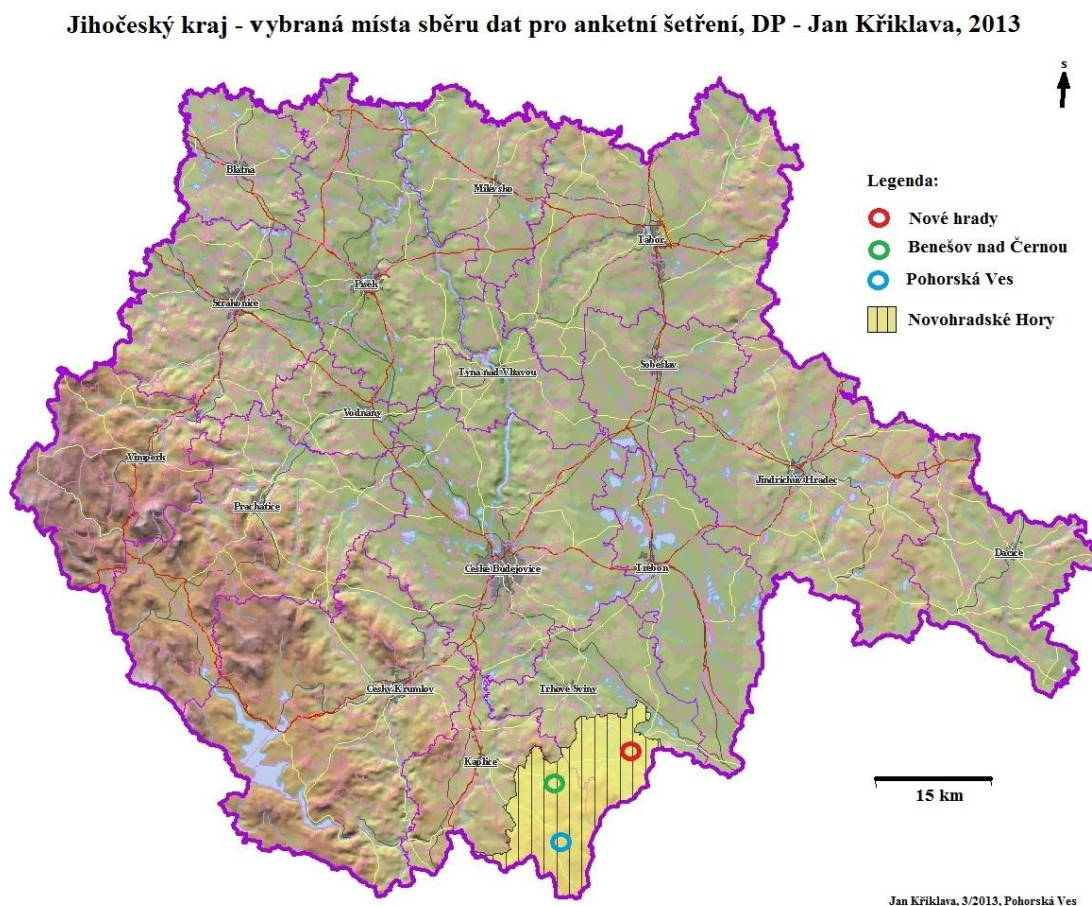 Jihočeský kraj - vybraná místa sběru dat pro anketní šetření, DP - Jan Křiklava, 2013
S
Blatná
Milevsko
Legenda:
Nové hrady
Tábor
Benešov nad Černou
Písek
Pohorská Ves
Strakonice
Novohradské Hory
Týna nad Vltavou
Soběslav
Vodňany
Vimperk
Jindřichův Hradec
Prachatice
Dačice
České Budějovice
Třeboň
Český Krumlov
Trhové Sviny
Kaplice
15 km
Jan Křiklava, 3/2013, Pohorská Ves